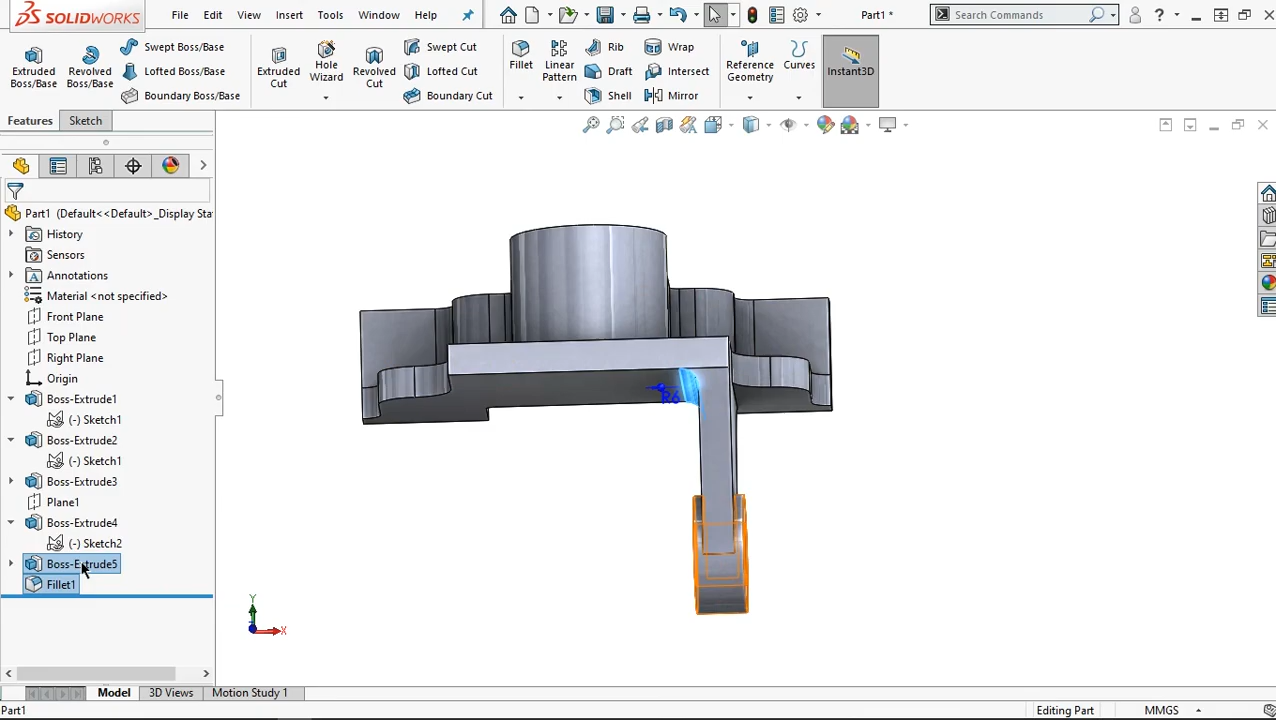 SOLIDWORKS
File Edit View Insert Tools Window Help
Part1 *
Search Commands
?
Extruded Boss/Base
Revolved Boss/Base
Swept Boss/Base
Lofted Boss/Base
Boundary Boss/Base
Extruded Cut
Hole Wizard
Revolved Cut
Swept Cut
Lofted Cut
Boundary Cut
Fillet
Linear Pattern
Rib
Draft
Shell
Wrap
Intersect
Mirror
Reference Geometry
Curves
Instant3D
Features Sketch
Part1 (Default<<Default>_Display Sta
History
Sensors
Annotations
Material <not specified>
Front Plane
Top Plane
Right Plane
Origin
Boss-Extrude1
(-) Sketch1
Boss-Extrude2
(-) Sketch1
Boss-Extrude3
Plane1
Boss-Extrude4
(-) Sketch2
Boss-Extrude5
Fillet1
R6
Y
X
Model 3D Views Motion Study 1
Part1
Editing Part
MMGS